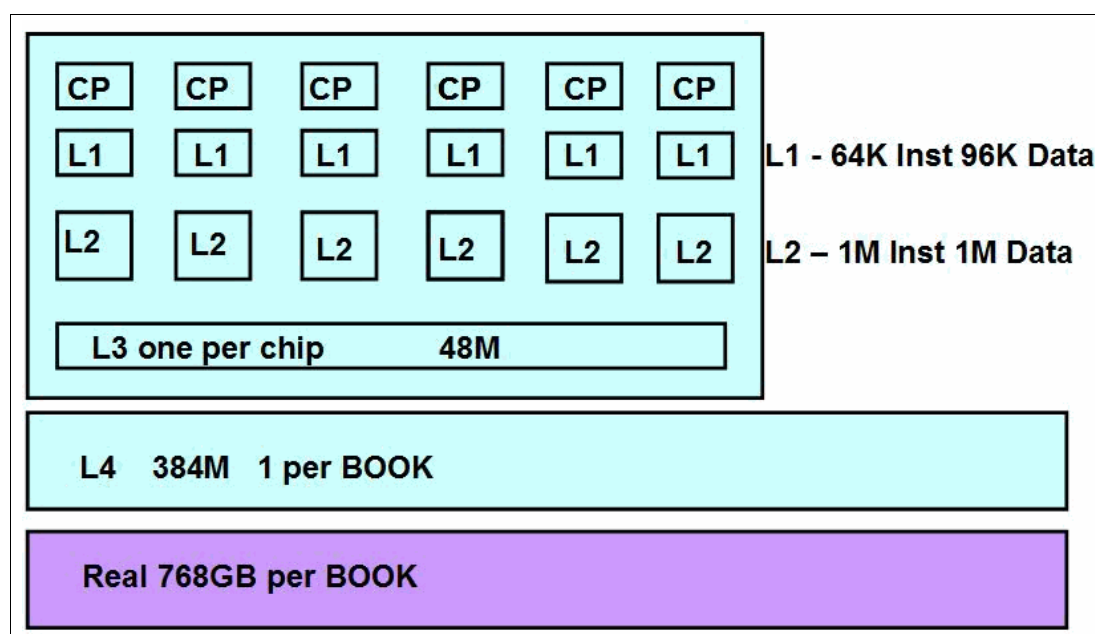 CP CP CP CP CP CP
L1 L1 L1 L1 L1 L1 L1 - 64K Inst 96K Data
L2 L2 L2 L2 L2 L2 L2 – 1M Inst 1M Data
L3 one per chip 48M
L4 384M 1 per BOOK
Real 768GB per BOOK